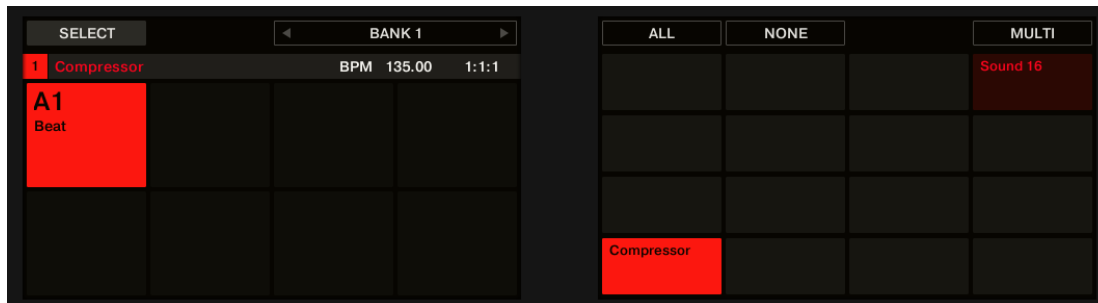 SELECT
BANK 1
1 Compressor BPM 135.00 1:1:1
A1
Beat
ALL NONE MULTI
Sound 16
Compressor